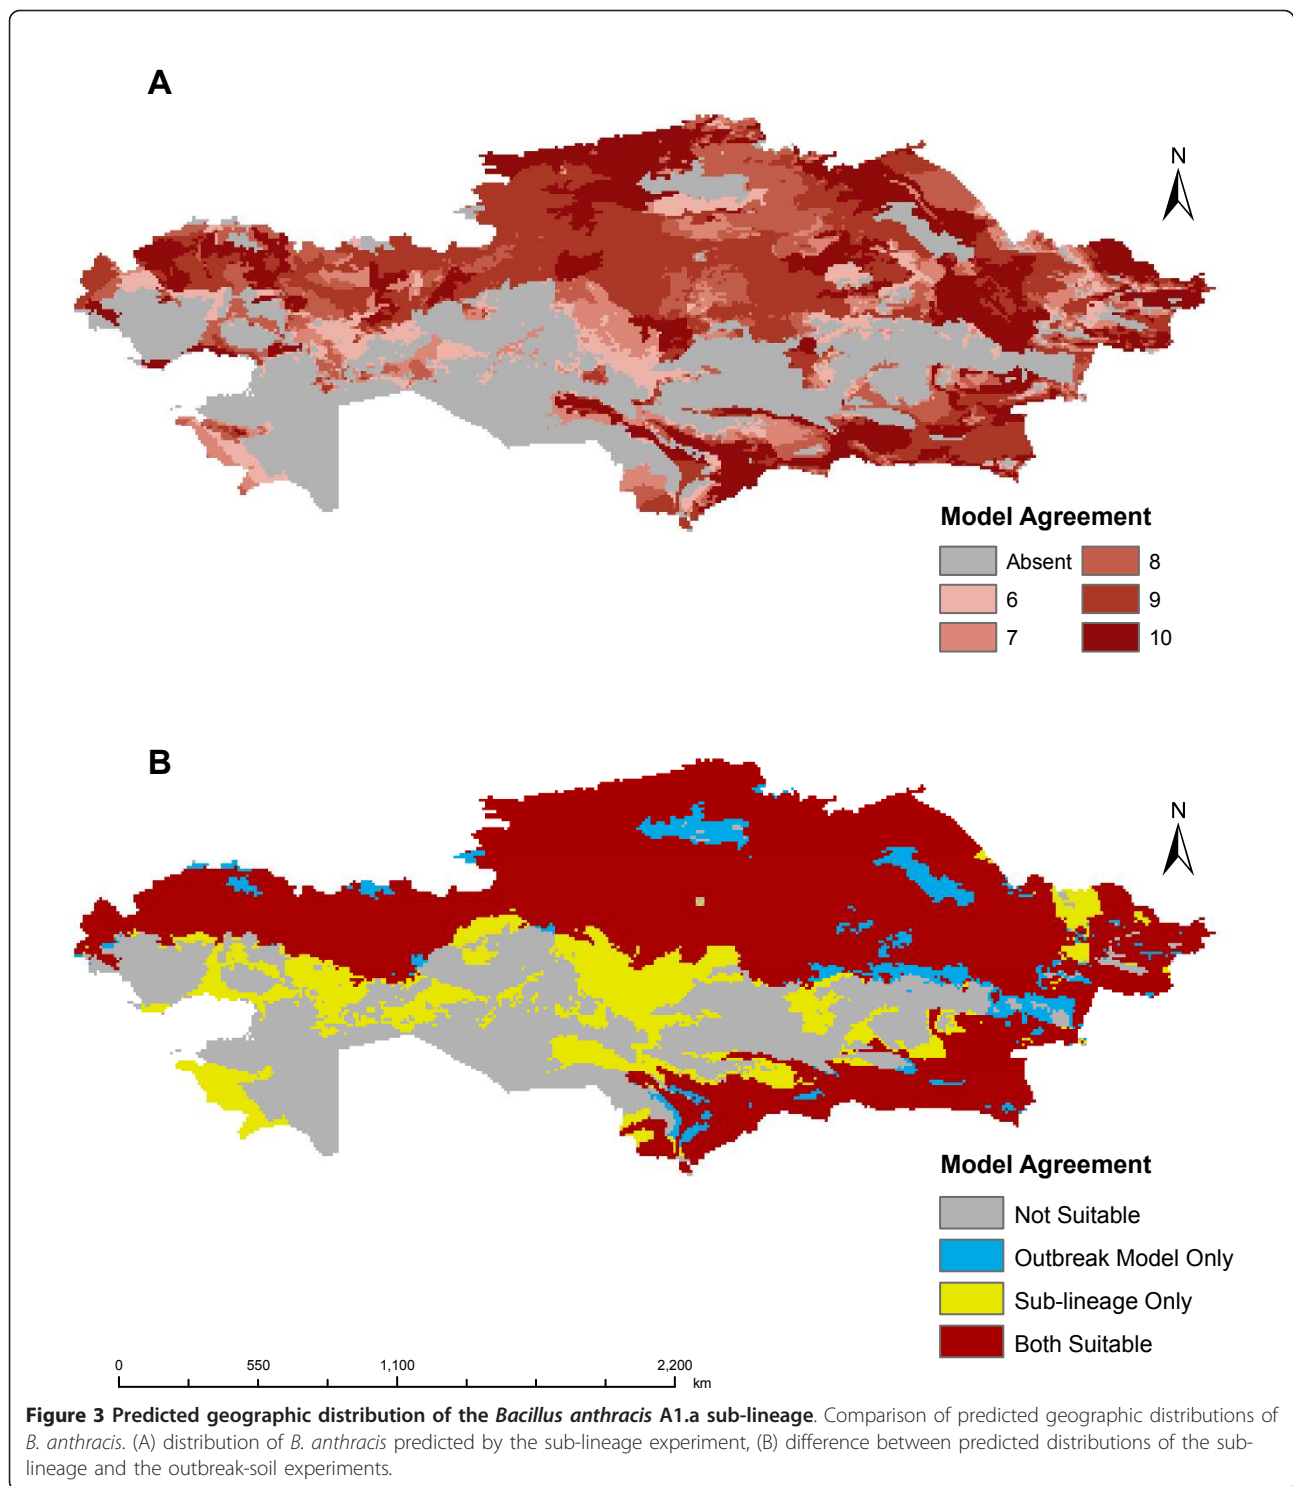 A
N
Model Agreement
Absent
6
7
8
9
10
B
N
Model Agreement
Not Suitable
Outbreak Model Only
Sub-lineage Only
Both Suitable
0 550 1,100 2,200
km
Figure 3 Predicted geographic distribution of the Bacillus anthracis A1.a sub-lineage. Comparison of predicted geographic distributions of
B. anthracis. (A) distribution of B. anthracis predicted by the sub-lineage experiment, (B) difference between predicted distributions of the sub-
lineage and the outbreak-soil experiments.